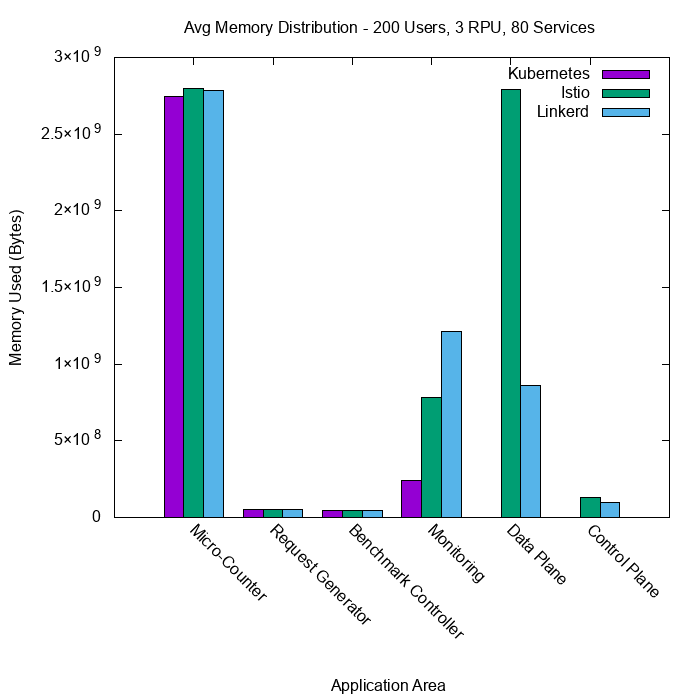 Avg Memory Distribution - 200 Users, 3 RPU, 80 Services
Kubernetes
Istio
Linkerd
3×10⁹
2.5×10⁹
2×10⁹
1.5×10⁹
1×10⁹
5×10⁸
0
Memory Used (Bytes)
Micro-Counter
Request Generator
Benchmark Controller
Monitoring
Data Plane
Control Plane
Application Area